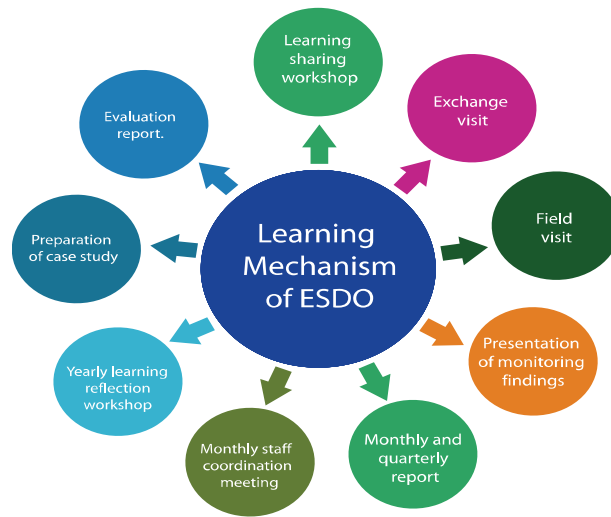 Learning
sharing
workshop
Exchange
visit
Field
visit
Presentation
of monitoring
findings
Monthly and
quarterly
report
Monthly staff
coordination
meeting
Yearly learning
reflection
workshop
Preparation
of case study
Evaluation
report.
Learning
Mechanism
of ESDO